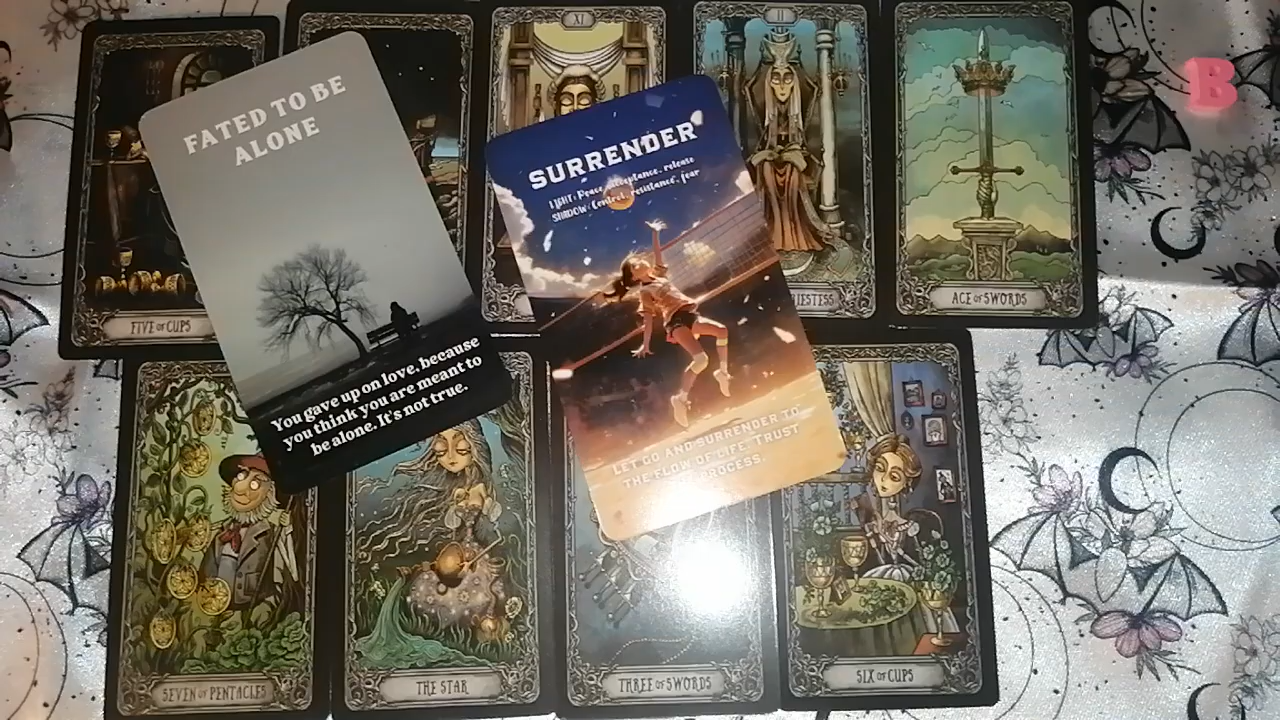 XI
II
B
FATED TO BE
ALONE
SURRENDER
LIGHT: Peace, acceptance, release
SHADOW: Control, resistance, fear
FIVE OF CUPS
IESTESS
ACE OF SWORDS
You gave up on love, because
you think you are meant to
be alone. It's not true.
LET GO AND SURRENDER TO
THE FLOW OF LIFE. TRUST
PROCESS.
SEVEN OF PENTACLES
THE STAR
THREE OF SWORDS
SIX OF CUPS